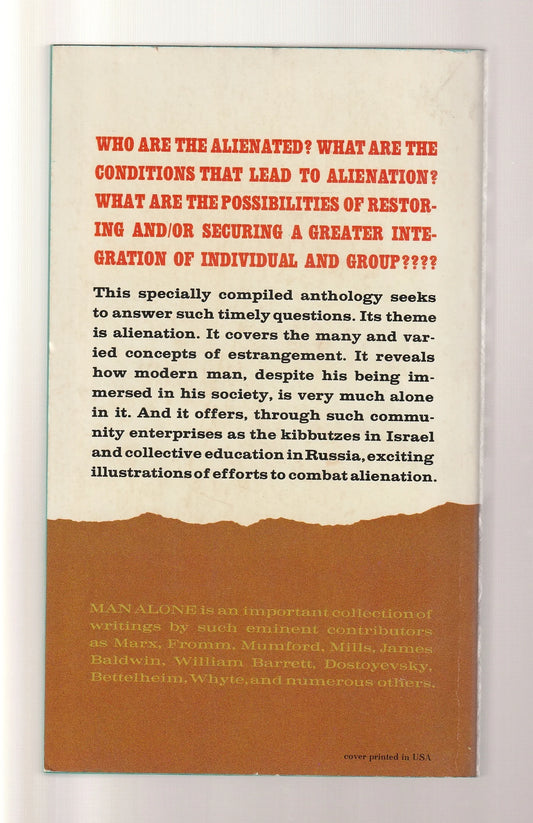 WHO ARE THE ALIENATED? WHAT ARE THE
CONDITIONS THAT LEAD TO ALIENATION?
WHAT ARE THE POSSIBILITIES OF RESTOR-
ING AND/OR SECURING A GREATER INTE-
GRATION OF INDIVIDUAL AND GROUP????
This specially compiled anthology seeks
to answer such timely questions. Its theme
is alienation. It covers the many and var-
ied concepts of estrangement. It reveals
how modern man, despite his being im-
mersed in his society, is very much alone
in it. And it offers, through such commu-
nity enterprises as the kibbutzes in Israel
and collective education in Russia, exciting
illustrations of efforts to combat alienation.
MAN ALONE is an important collection of
writings by such eminent contributors
as Marx, Fromm, Mumford, Mills, James
Baldwin, William Barrett, Dostoyevsky,
Bettelheim, Whyte, and numerous others.
cover printed in USA